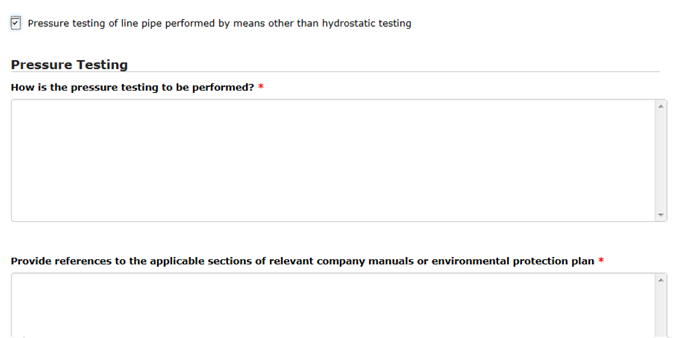 Pressure testing of line pipe performed by means other than hydrostatic testing
Pressure Testing
How is the pressure testing to be performed? *
Provide references to the applicable sections of relevant company manuals or environmental protection plan *